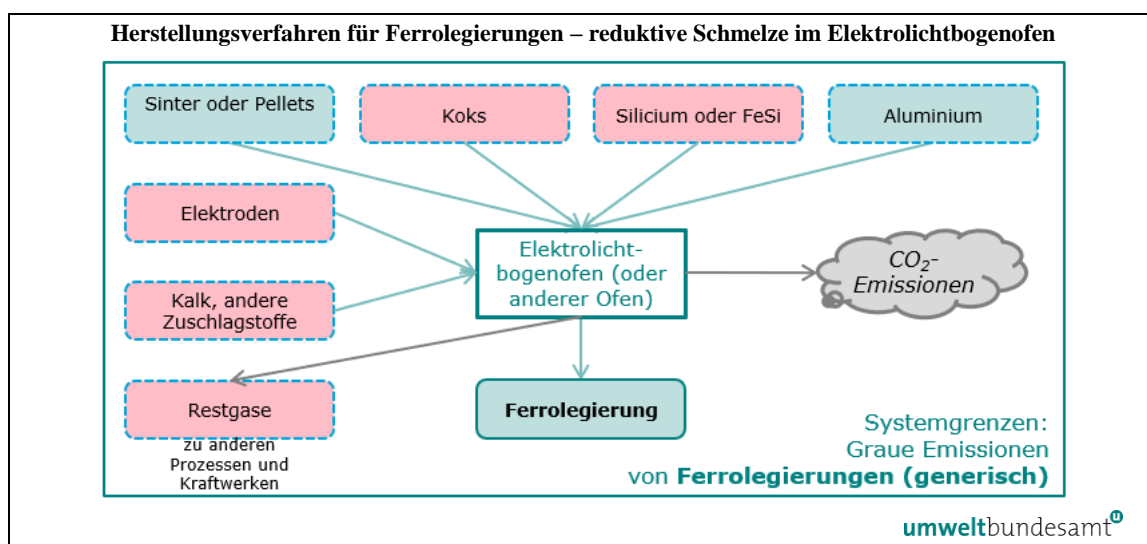 Herstellungsverfahren für Ferrolegierungen – reduktive Schmelze im Elektrolichtbogenofen
Sinter oder Pellets
Koks
Silicium oder FeSi
Aluminium
Elektroden
Elektrolicht-
bogenofen (oder
anderer Ofen)
CO₂-
Emissionen
Kalk, andere
Zuschlagstoffe
Restgase
zu anderen
Prozessen und
Kraftwerken
Ferrolegierung
Systemgrenzen:
Graue Emissionen
von Ferrolegierungen (generisch)
umweltbundesamt
u